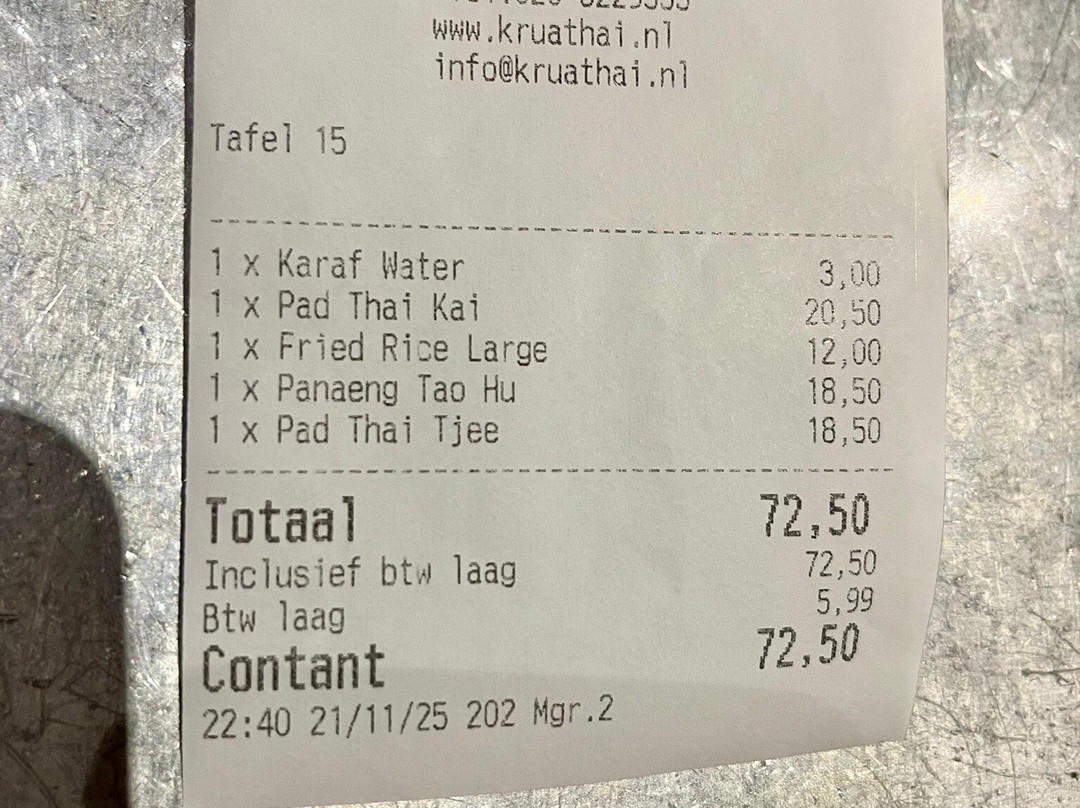 www.kruathai.nl
info@kruathai.nl
Tafel 15
1 x Karaf Water 3,00
1 x Pad Thai Kai 20,50
1 x Fried Rice Large 12,00
1 x Panaeng Tao Hu 18,50
1 x Pad Thai Tjee 18,50
Totaal 72,50
Inclusief btw laag 72,50
Btw laag 5,99
Contant 72,50
22:40 21/11/25 202 Mgr.2